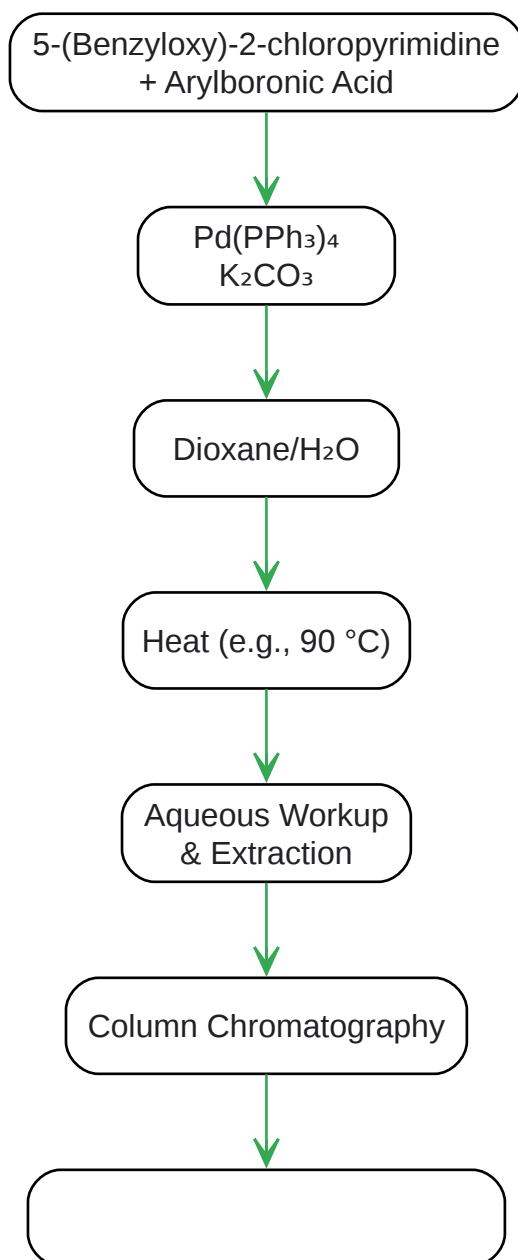 5-(Benzyloxy)-2-chloropyrimidine
+ Arylboronic Acid
Pd(PPh₃)₄
K₂CO₃
Dioxane/H₂O
Heat (e.g., 90 °C)
Aqueous Workup
& Extraction
Column Chromatography